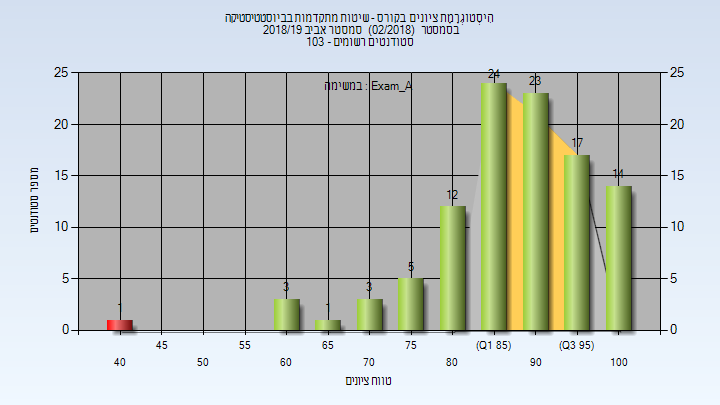 היסטוגרמת ציונים בקורס - שיטות מתקדמות בביוסטטיסטיקה
בסמסטר (02/2018) סמסטר אביב 2018/19
סטודנטים רשומים - 103
במשימה : Exam_A
מספר סטודנטים
25 25
20 20
15 15
10 10
5 5
0 0
1 3 1 3 5 12 24 23 17 14
45 55 65 75 (Q1 85) (Q3 95)
40 50 60 70 80 90 100
טווח ציונים